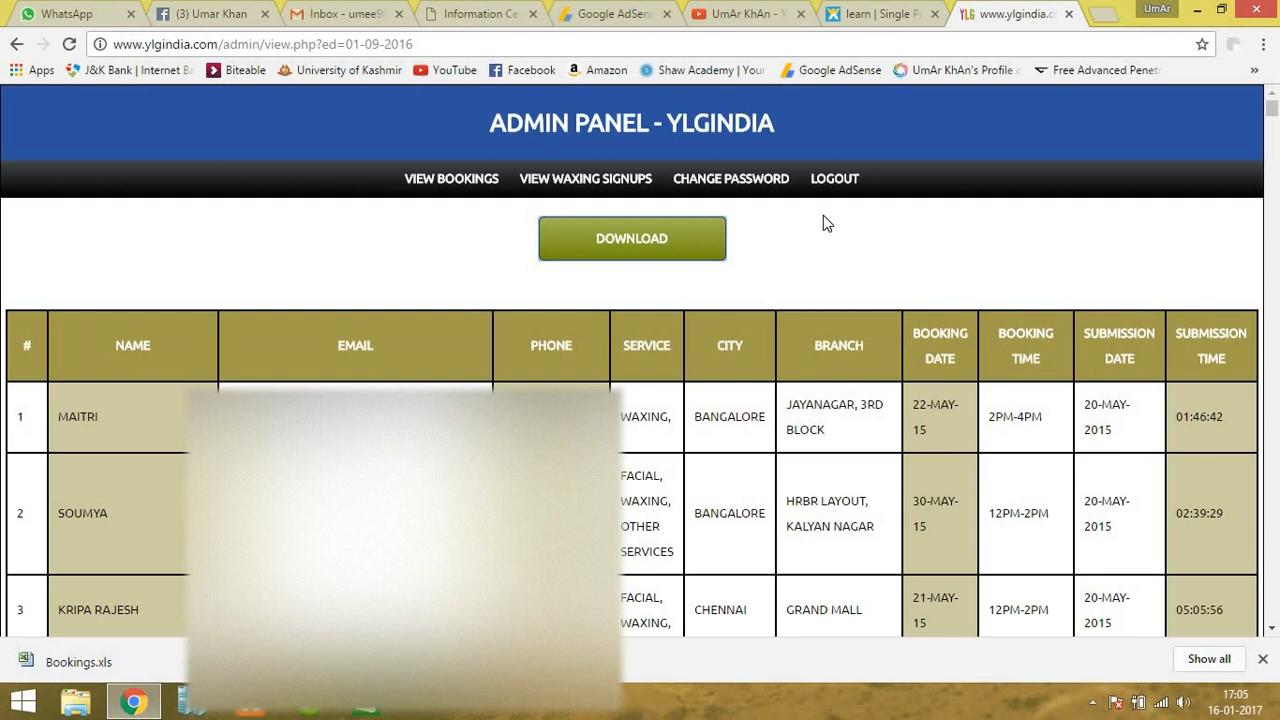 WhatsApp
(3) Umar Khan
Inbox - umee9
Information Ce
Google AdSen
UmAr KhAn - Y
learn | Single P
YLG www.ylgindia.co
UmAr
www.ylgindia.com/admin/view.php?ed=01-09-2016
Apps
J&K Bank | Internet Ba
Biteable
University of Kashmir
YouTube
Facebook
Amazon
Shaw Academy | Your
Google AdSense
UmAr KhAn's Profile
Free Advanced Penet
»
ADMIN PANEL - YLGINDIA
VIEW BOOKINGS VIEW WAXING SIGNUPS CHANGE PASSWORD LOGOUT
DOWNLOAD
# NAME EMAIL PHONE SERVICE CITY BRANCH BOOKING DATE BOOKING TIME SUBMISSION DATE SUBMISSION TIME
1 MAITRI WAXING, BANGALORE JAYANAGAR, 3RD BLOCK 22-MAY-15 2PM-4PM 20-MAY-2015 01:46:42
2 SOUMYA FACIAL, WAXING, OTHER SERVICES BANGALORE HRBR LAYOUT, KALYAN NAGAR 30-MAY-15 12PM-2PM 20-MAY-2015 02:39:29
3 KRIPA RAJESH FACIAL, WAXING, CHENNAI GRAND MALL 21-MAY-15 12PM-2PM 20-MAY-2015 05:05:56
Bookings.xls
Show all
17:05
16-01-2017